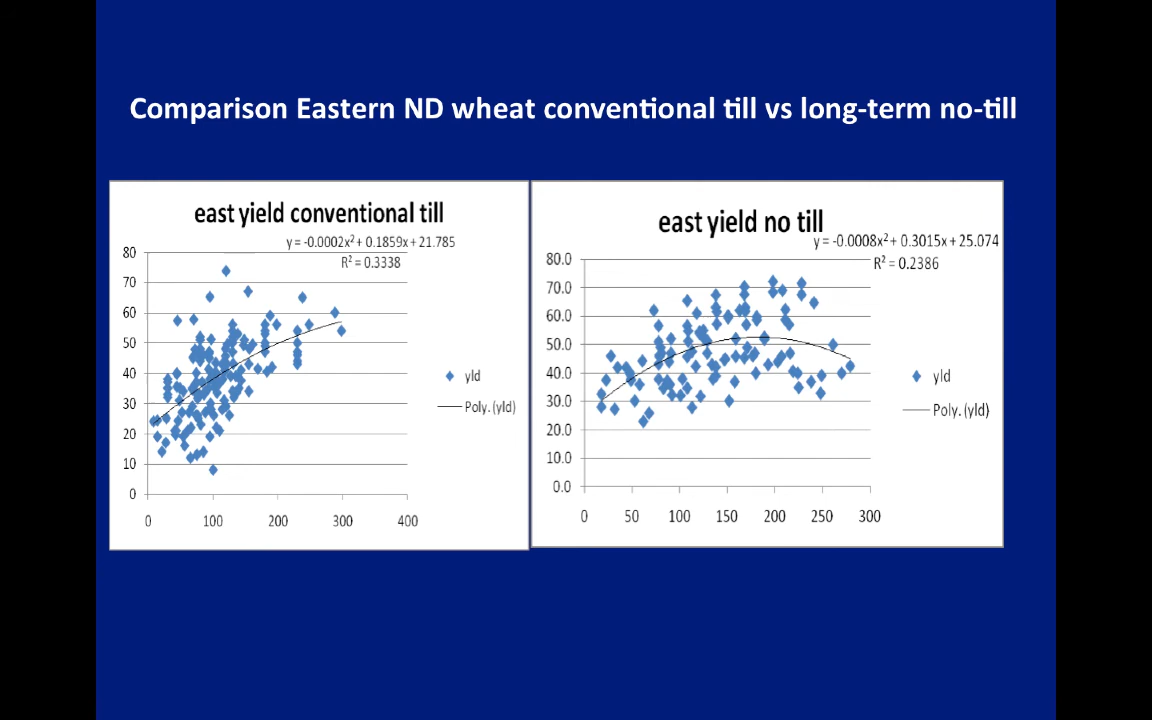 Comparison Eastern ND wheat conventional till vs long-term no-till
east yield conventional till
y = -0.0002x² + 0.1859x + 21.785
R² = 0.3338
80
70
60
50
40
30
20
10
0
0 100 200 300 400
yld
Poly. (yld)
east yield no till
y = -0.0008x² + 0.3015x + 25.074
R² = 0.2386
80.0
70.0
60.0
50.0
40.0
30.0
20.0
10.0
0.0
0 50 100 150 200 250 300
yld
Poly. (yld)